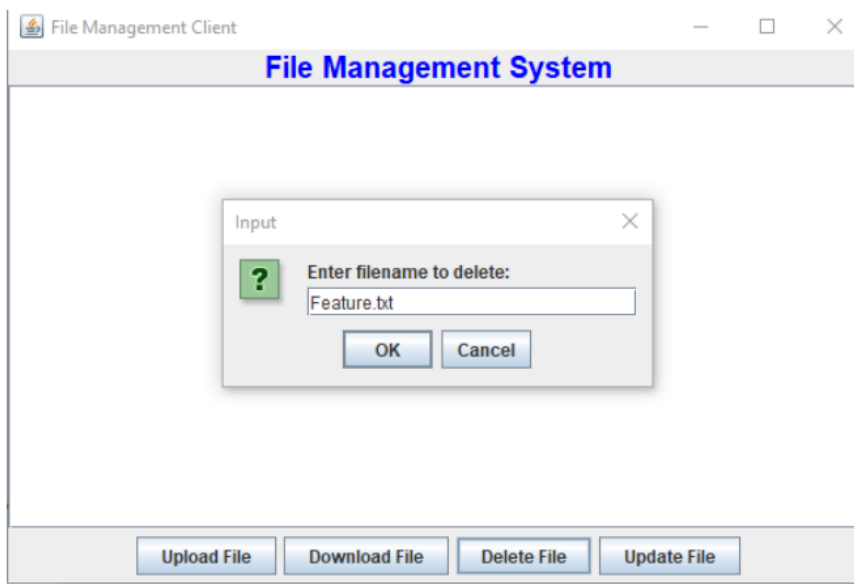 File Management Client
File Management System
Input
Enter filename to delete:
Feature.txt
OK Cancel
Upload File Download File Delete File Update File